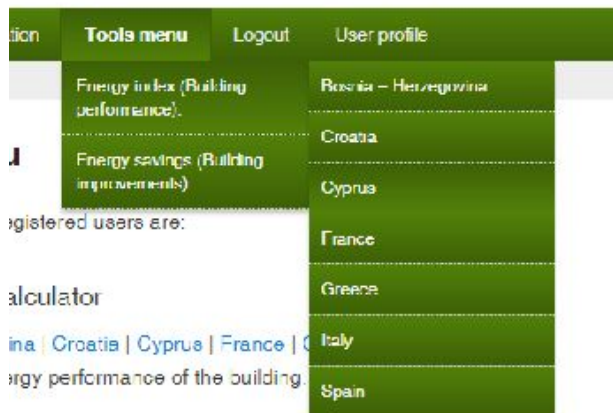 tion Tools menu Logout User profile
Energy index (Building
performance).
Energy savings (Building
improvements)
Bosnia – Herzegovina
Croatia
Cyprus
France
Greece
Italy
Spain
u
egistered users are:
alculator
ina | Croatia | Cyprus | France |
ergy performance of the building.